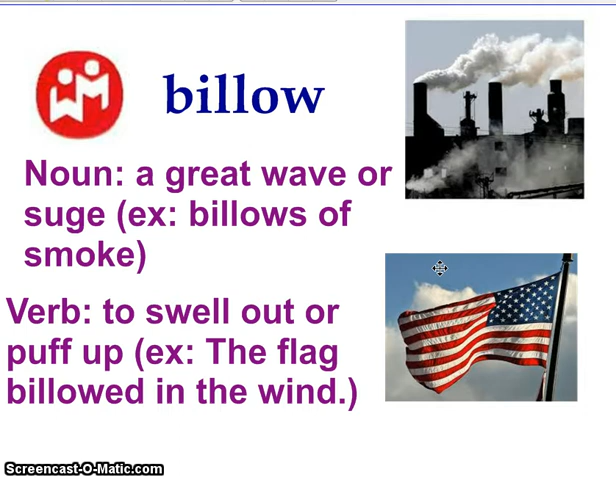 billow
Noun: a great wave or
suge (ex: billows of
smoke)
Verb: to swell out or
puff up (ex: The flag
billowed in the wind.)
Screencast-O-Matic.com